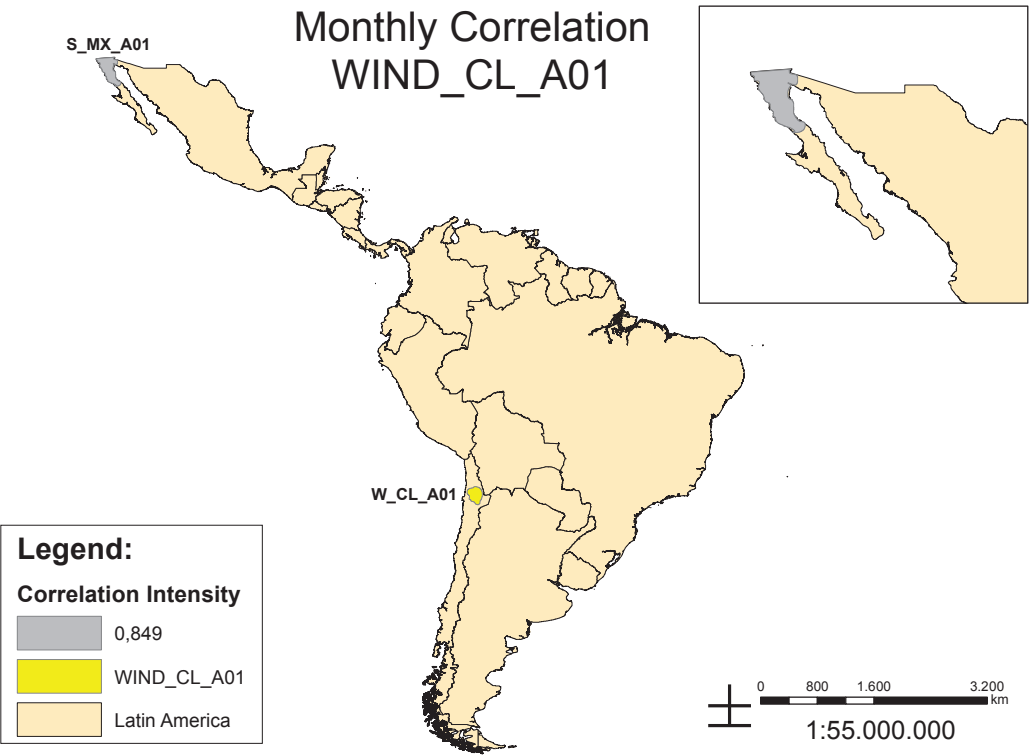 Monthly Correlation
WIND_CL_A01
S_MX_A01
W_CL_A01
Legend:
Correlation Intensity
0,849
WIND_CL_A01
Latin America
0 800 1.600 3.200
km
1:55.000.000